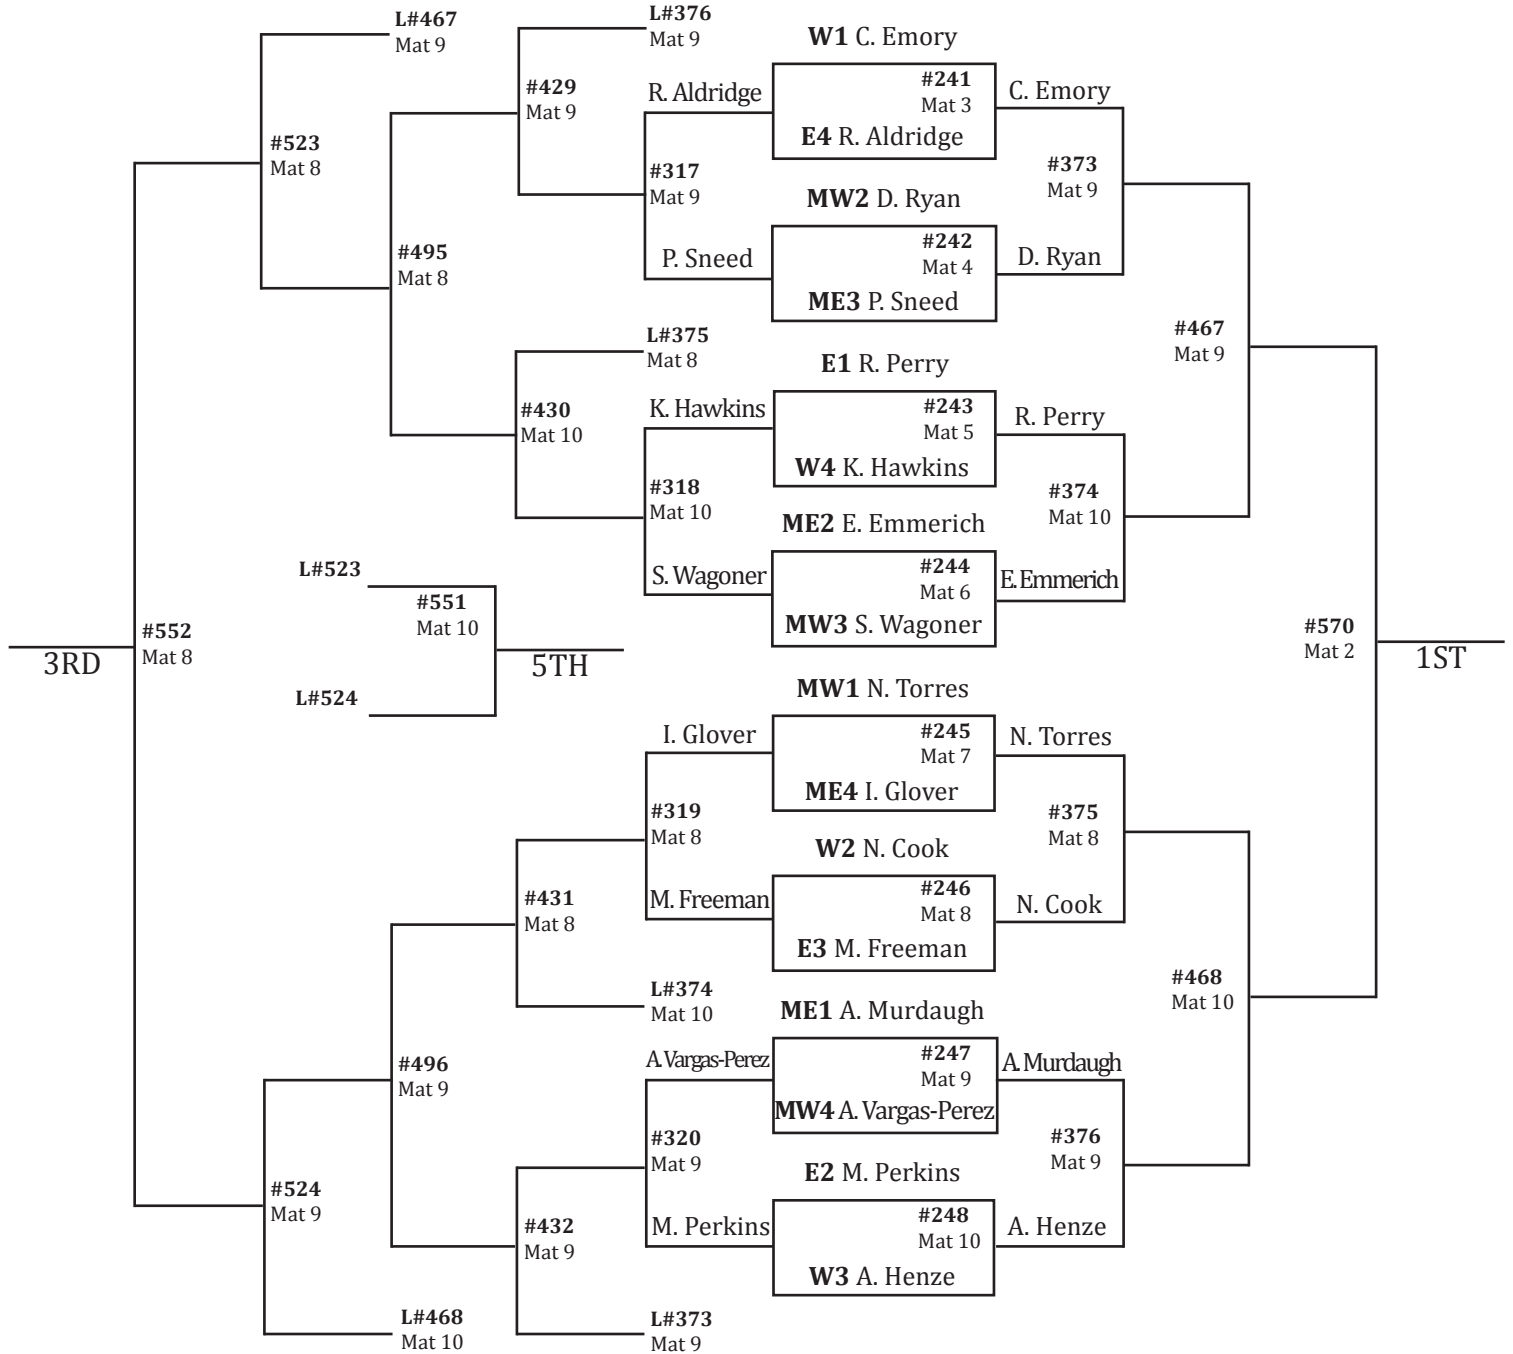 L#467
Mat 9
L#376
Mat 9
W1 C. Emory
#429
Mat 9
R. Aldridge
#241
Mat 3
C. Emory
E4 R. Aldridge
#523
Mat 8
#317
Mat 9
#373
Mat 9
MW2 D. Ryan
#495
Mat 8
P. Sneed
#242
Mat 4
D. Ryan
ME3 P. Sneed
L#375
Mat 8
#467
Mat 9
E1 R. Perry
#430
Mat 10
K. Hawkins
#243
Mat 5
R. Perry
W4 K. Hawkins
#318
Mat 10
#374
Mat 10
ME2 E. Emmerich
L#523
S. Wagoner
#244
Mat 6
E. Emmerich
#551
Mat 10
MW3 S. Wagoner
#552
Mat 8
3RD
5TH
#570
Mat 2
1ST
L#524
MW1 N. Torres
I. Glover
#245
Mat 7
N. Torres
ME4 I. Glover
#319
Mat 8
#375
Mat 8
W2 N. Cook
#431
Mat 8
M. Freeman
#246
Mat 8
N. Cook
E3 M. Freeman
L#374
Mat 10
#468
Mat 10
ME1 A. Murdaugh
#496
Mat 9
A. Vargas-Perez
#247
Mat 9
A. Murdaugh
MW4 A. Vargas-Perez
#320
Mat 9
#376
Mat 9
E2 M. Perkins
#524
Mat 9
#432
Mat 9
M. Perkins
#248
Mat 10
A. Henze
W3 A. Henze
L#468
Mat 10
L#373
Mat 9